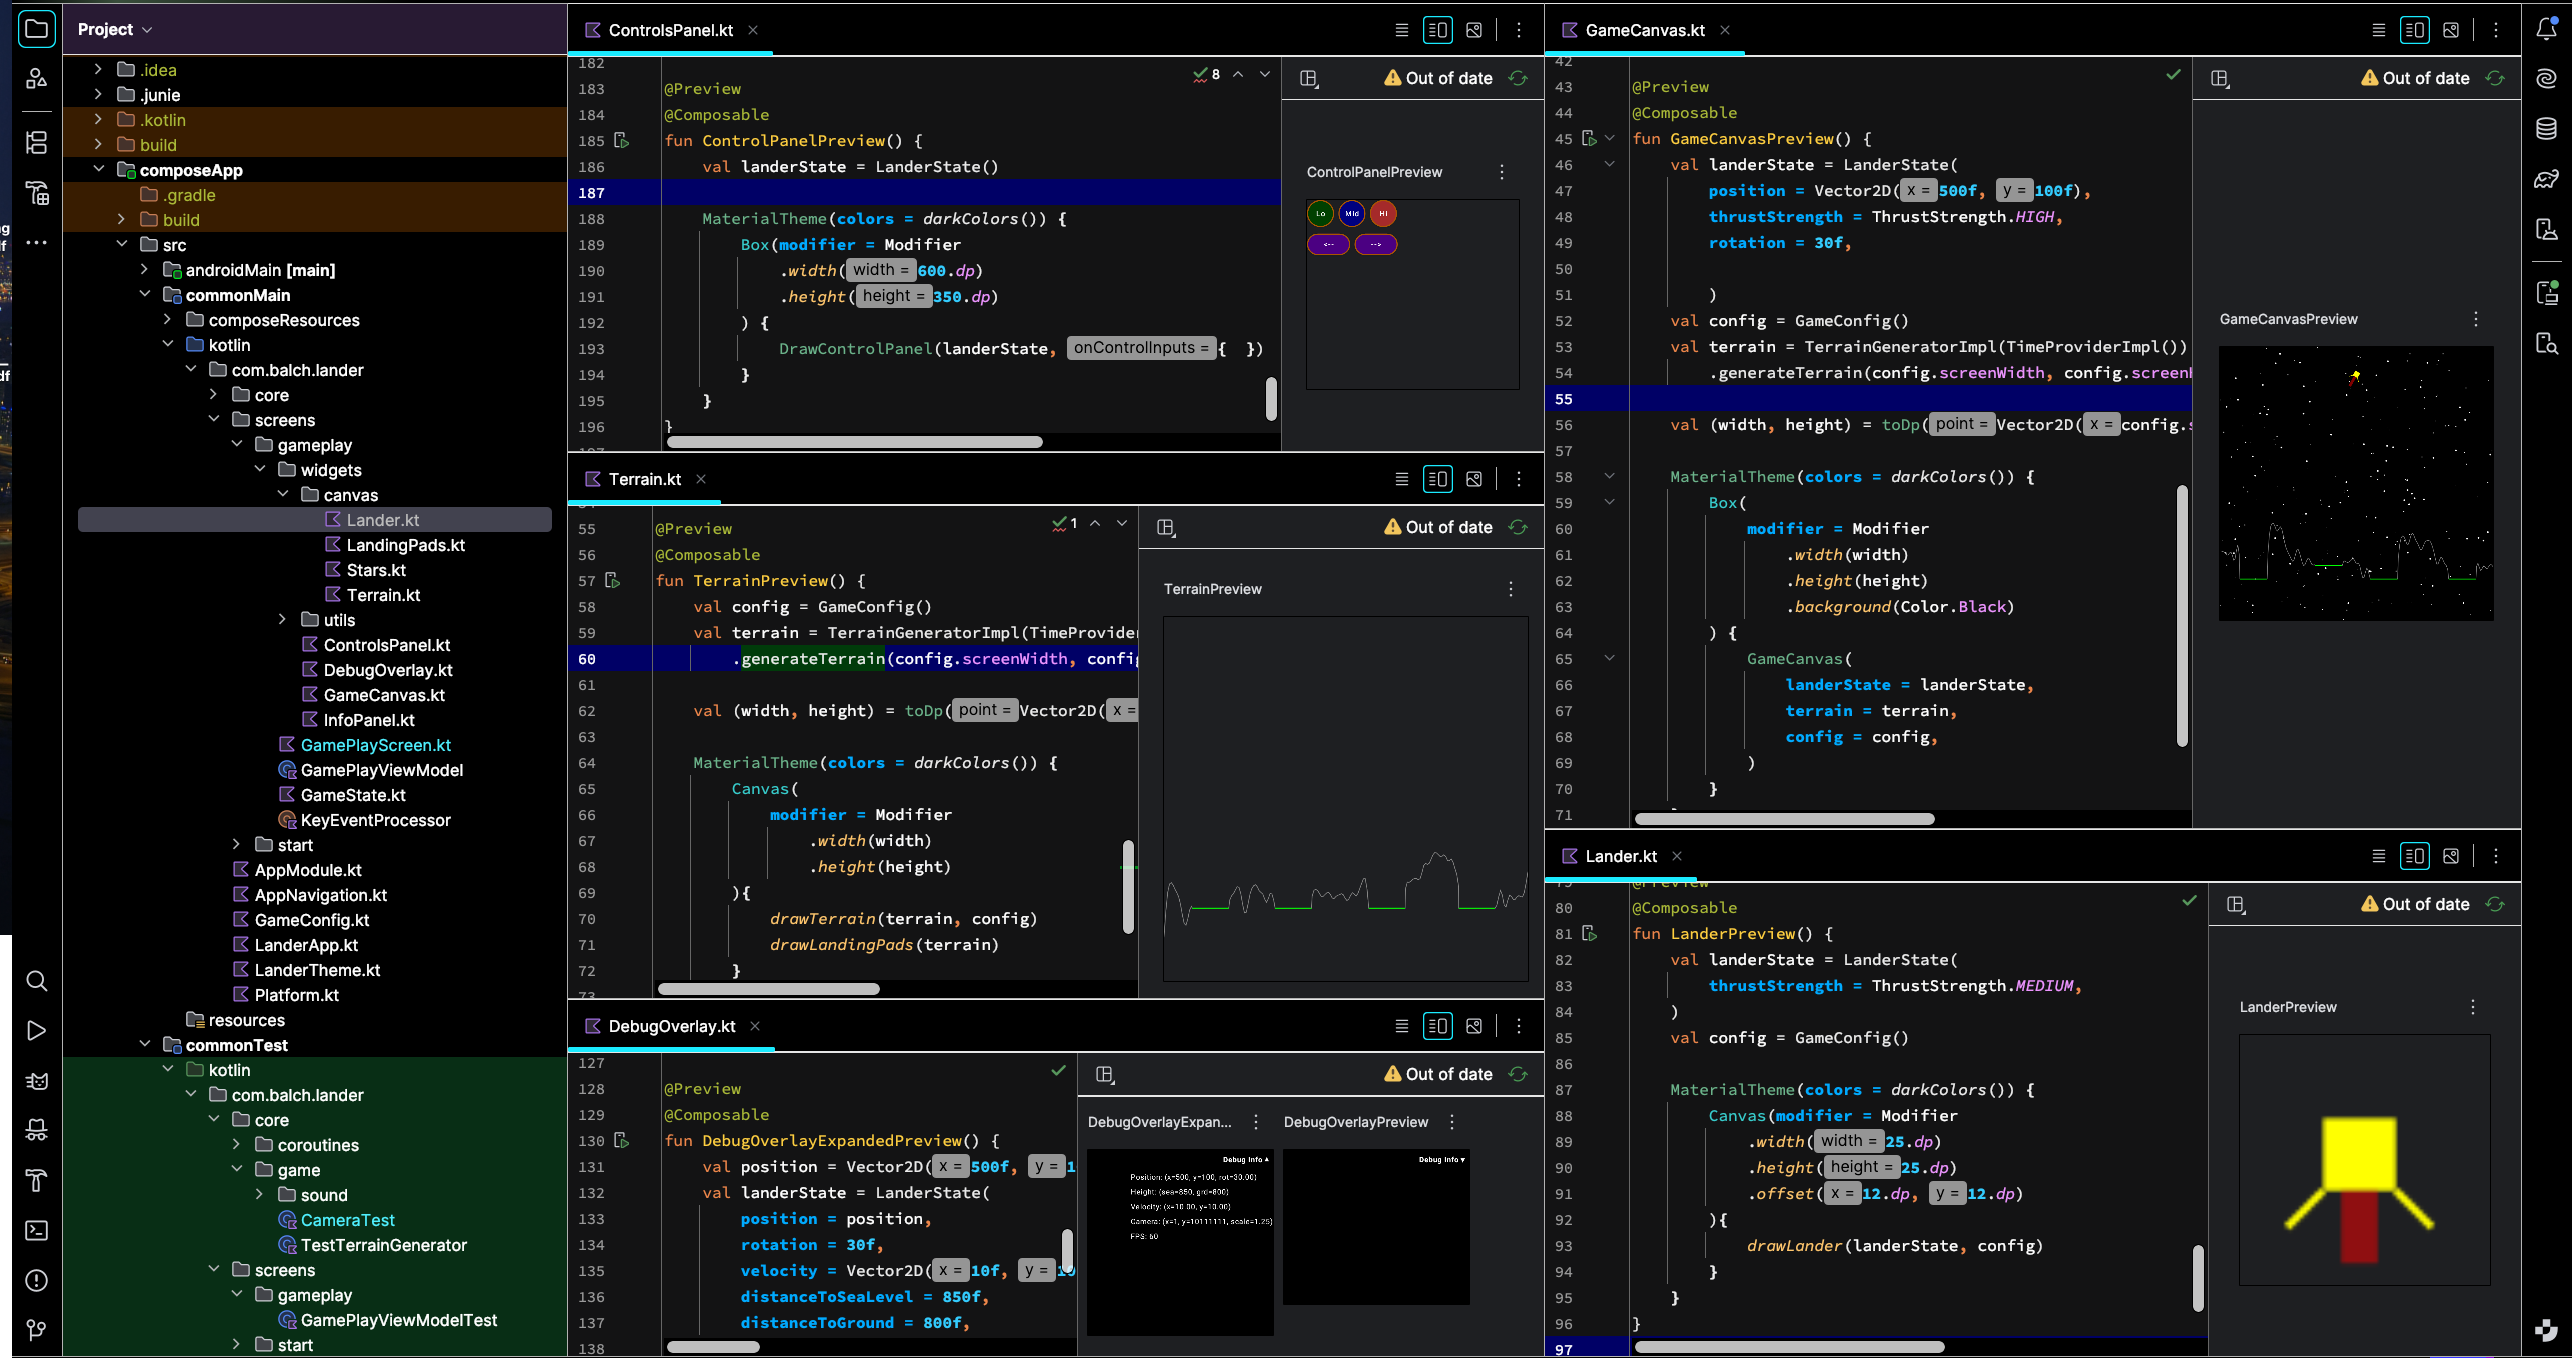 Project
.idea
.junie
.kotlin
build
composeApp
.gradle
build
src
androidMain [main]
commonMain
composeResources
kotlin
com.balch.lander
core
screens
gameplay
widgets
canvas
Lander.kt
LandingPads.kt
Stars.kt
Terrain.kt
utils
ControlsPanel.kt
DebugOverlay.kt
GameCanvas.kt
InfoPanel.kt
GamePlayScreen.kt
GamePlayViewModel
GameState.kt
KeyEventProcessor
start
AppModule.kt
AppNavigation.kt
GameConfig.kt
LanderApp.kt
LanderTheme.kt
Platform.kt
resources
commonTest
kotlin
com.balch.lander
core
coroutines
game
sound
CameraTest
TestTerrainGenerator
screens
gameplay
GamePlayViewModelTest
start
ControlsPanel.kt
8
182
183 @Preview
184 @Composable
185 fun ControlPanelPreview() {
186 val landerState = LanderState()
187
188 MaterialTheme(colors = darkColors()) {
189 Box(modifier = Modifier
190 .width( width = 600.dp)
191 .height( height = 350.dp)
192 ) {
193 DrawControlPanel(landerState, onControlInputs = { })
194 }
195 }
196 }
Out of date
ControlPanelPreview
Lo Mid Hi
<-- -->
Terrain.kt
1
55 @Preview
56 @Composable
57 fun TerrainPreview() {
58 val config = GameConfig()
59 val terrain = TerrainGeneratorImpl(TimeProvider
60 .generateTerrain(config.screenWidth, config
61
62 val (width, height) = toDp( point = Vector2D( x =
63
64 MaterialTheme(colors = darkColors()) {
65 Canvas(
66 modifier = Modifier
67 .width(width)
68 .height(height)
69 ){
70 drawTerrain(terrain, config)
71 drawLandingPads(terrain)
72 }
73
Out of date
TerrainPreview
DebugOverlay.kt
127
128 @Preview
129 @Composable
130 fun DebugOverlayExpandedPreview() {
131 val position = Vector2D( x = 500f, y = 1
132 val landerState = LanderState(
133 position = position,
134 rotation = 30f,
135 velocity = Vector2D( x = 10f, y = 10
136 distanceToSeaLevel = 850f,
137 distanceToGround = 800f,
138
Out of date
DebugOverlayExpan...
DebugOverlayPreview
Debug Info ▲
Position: (x=500, y=100, rot=30.00)
Height: (sea=850, grd=800)
Velocity: (x=10.00, y=10.00)
Camera: (x=1, y=10111111, scale=1.25)
FPS: 60
Debug Info ▼
GameCanvas.kt
42
43 @Preview
44 @Composable
45 fun GameCanvasPreview() {
46 val landerState = LanderState(
47 position = Vector2D( x = 500f, y = 100f),
48 thrustStrength = ThrustStrength.HIGH,
49 rotation = 30f,
50
51 )
52 val config = GameConfig()
53 val terrain = TerrainGeneratorImpl(TimeProviderImpl())
54 .generateTerrain(config.screenWidth, config.screenH
55
56 val (width, height) = toDp( point = Vector2D( x = config.s
57
58 MaterialTheme(colors = darkColors()) {
59 Box(
60 modifier = Modifier
61 .width(width)
62 .height(height)
63 .background(Color.Black)
64 ) {
65 GameCanvas(
66 landerState = landerState,
67 terrain = terrain,
68 config = config,
69 )
70 }
71
Out of date
GameCanvasPreview
Lander.kt
79 @Preview
80 @Composable
81 fun LanderPreview() {
82 val landerState = LanderState(
83 thrustStrength = ThrustStrength.MEDIUM,
84 )
85 val config = GameConfig()
86
87 MaterialTheme(colors = darkColors()) {
88 Canvas(modifier = Modifier
89 .width( width = 25.dp)
90 .height( height = 25.dp)
91 .offset( x = 12.dp, y = 12.dp)
92 ){
93 drawLander(landerState, config)
94 }
95 }
96 }
97
Out of date
LanderPreview